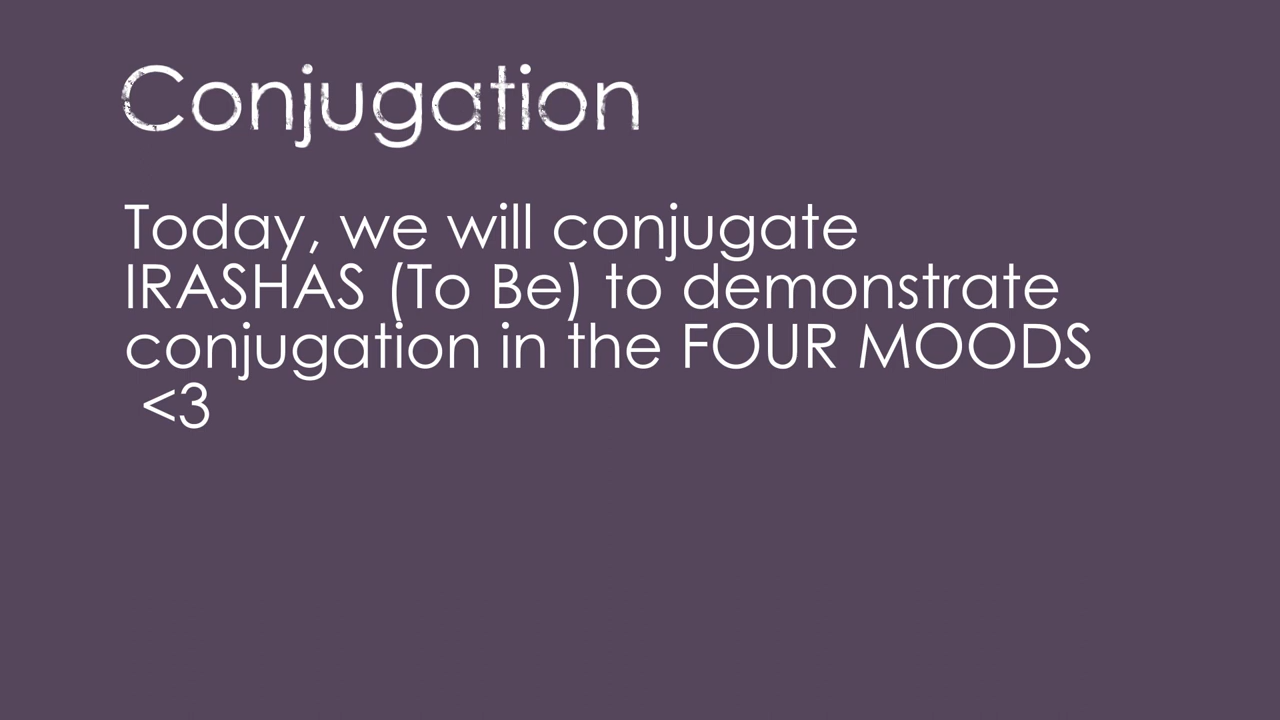 Conjugation
Today, we will conjugate
IRASHAS (To Be) to demonstrate
conjugation in the FOUR MOODS
<3